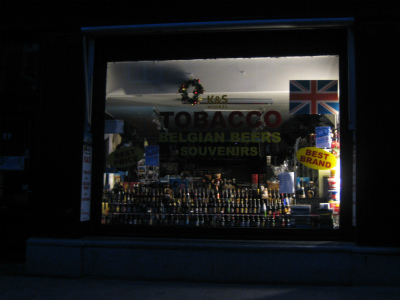 K&S
TOBACCO
BELGIAN BEERS
SOUVENIRS
BEST
BRAND